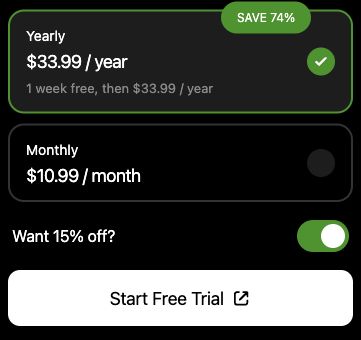 SAVE 74%
Yearly
$33.99 / year
1 week free, then $33.99 / year
Monthly
$10.99 / month
Want 15% off?
Start Free Trial